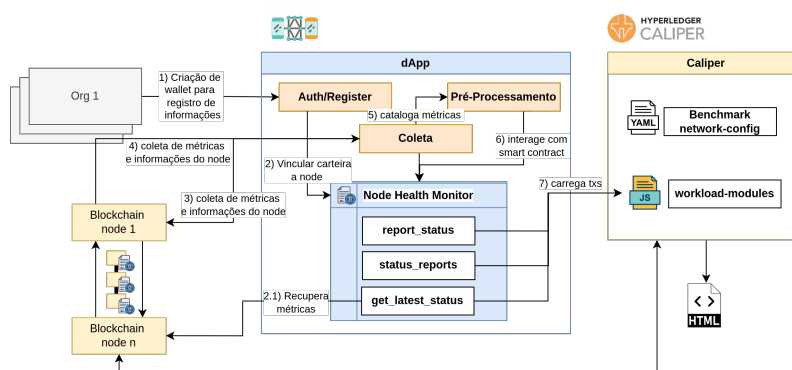 HYPERLEDGER
CALIPER
dApp
Caliper
Org 1
1) Criação de
wallet para
registro de
informações
Auth/Register
Pré-Processamento
5) cataloga métricas
Coleta
4) coleta de métricas
e informações do node
6) interage com
smart contract
2) Vincular carteira
a node
YAML
Benchmark
network-config
7) carrega txs
JS
workload-modules
Node Health Monitor
3) coleta de métricas
e informações do node
Blockchain
node 1
report_status
status_reports
get_latest_status
2.1) Recupera
métricas
Blockchain
node n
HTML